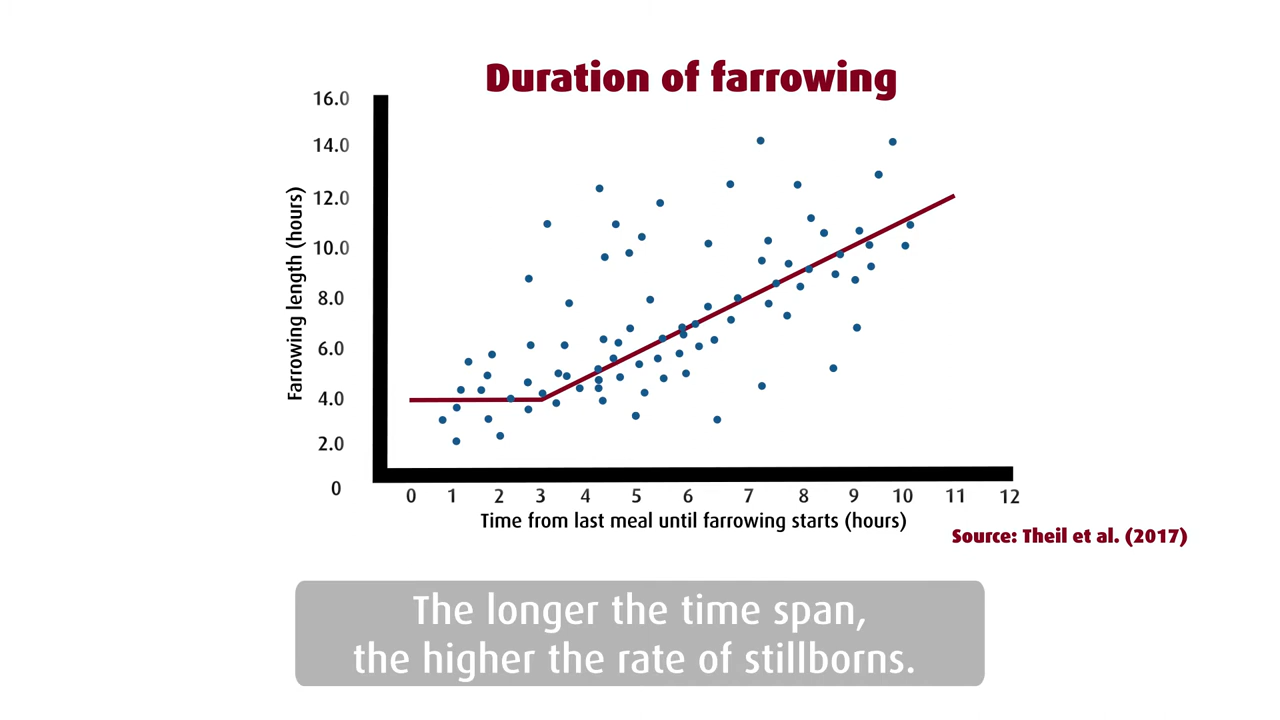 Duration of farrowing
16.0
14.0
12.0
10.0
8.0
6.0
4.0
2.0
0
Farrowing length (hours)
0 1 2 3 4 5 6 7 8 9 10 11 12
Time from last meal until farrowing starts (hours)
Source: Theil et al. (2017)
The longer the time span,
the higher the rate of stillborns.